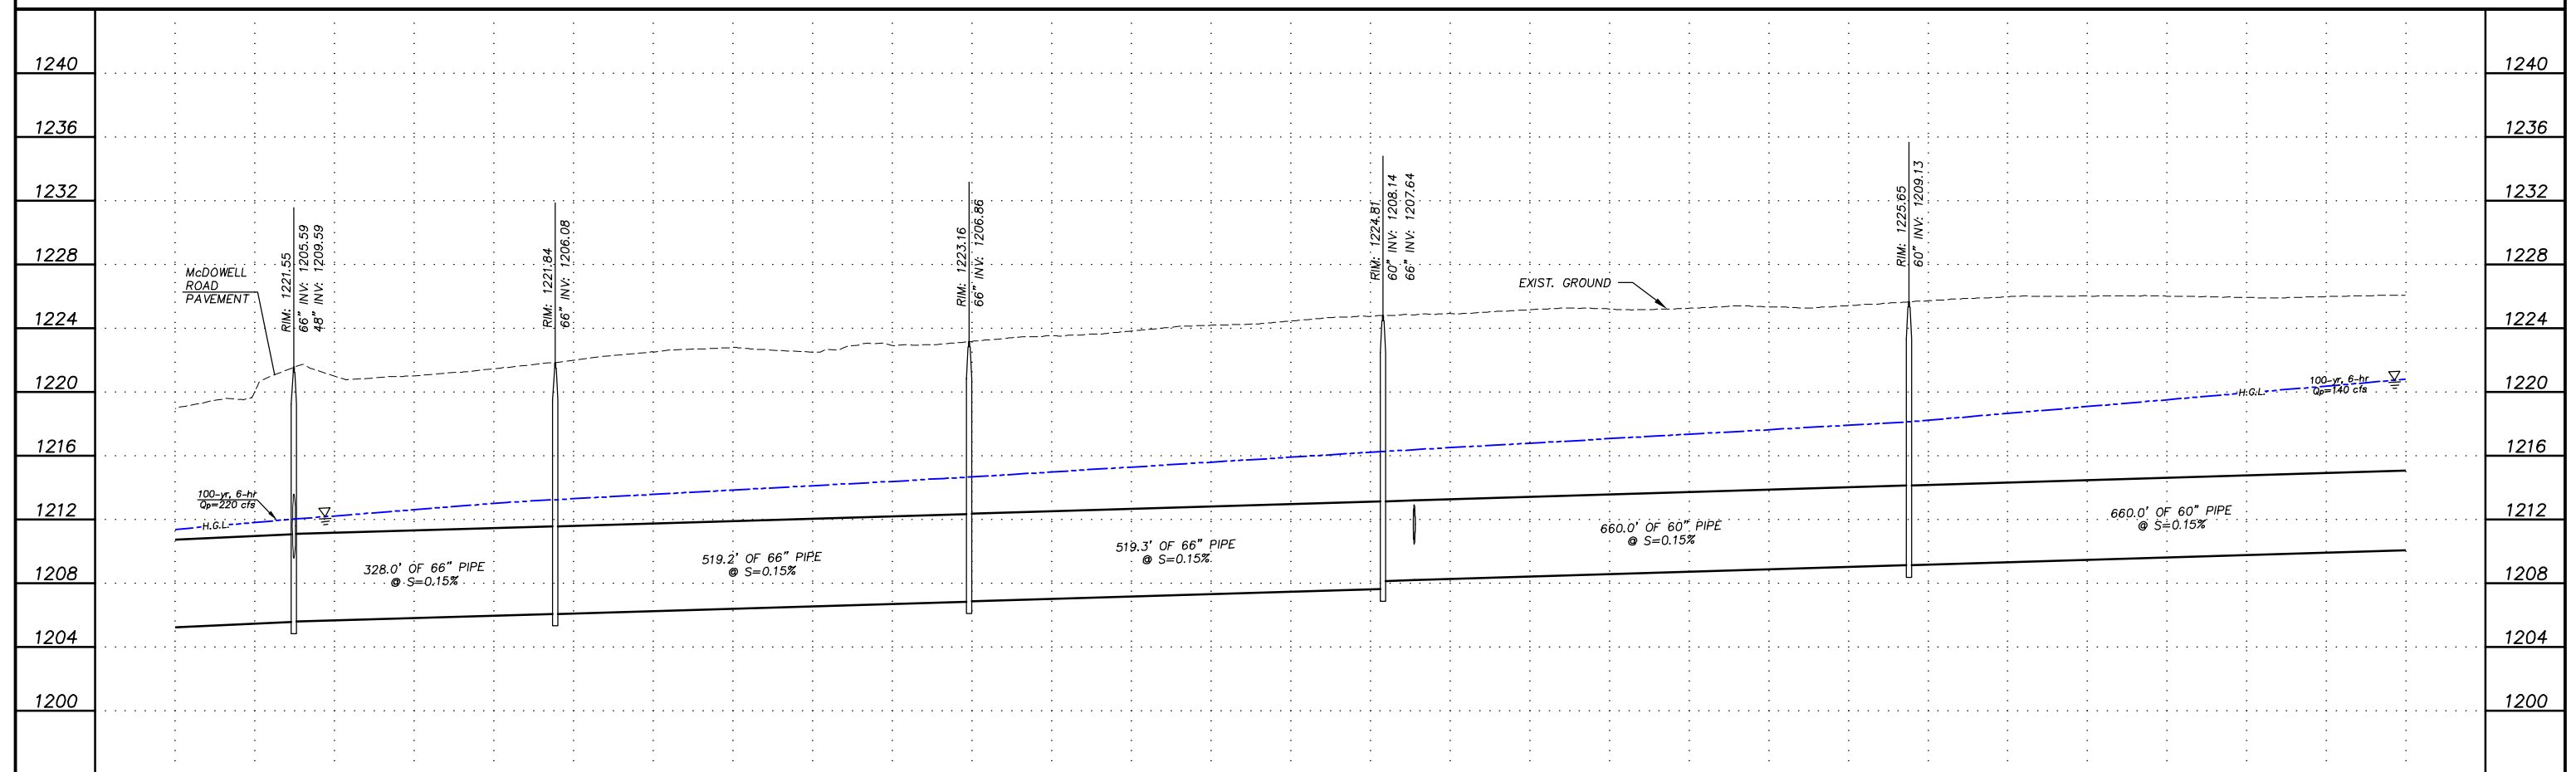 1240
1236
1232
1228
1224
1220
1216
1212
1208
1204
1200
McDOWELL
ROAD
PAVEMENT
RIM: 1221.55
66" INV: 1205.59
48" INV: 1209.59
RIM: 1221.84
66" INV: 1206.08
RIM: 1223.16
66" INV: 1206.86
RIM: 1224.81
60" INV: 1208.14
66" INV: 1207.64
EXIST. GROUND
RIM: 1225.65
60" INV: 1209.13
100-yr, 6-hr
Qp=220 cfs
H.G.L.
H.G.L.
100-yr, 6-hr
Qp=140 cfs
328.0' OF 66" PIPE
@ S=0.15%
519.2' OF 66" PIPE
@ S=0.15%
519.3' OF 66" PIPE
@ S=0.15%
660.0' OF 60" PIPE
@ S=0.15%
660.0' OF 60" PIPE
@ S=0.15%
1240
1236
1232
1228
1224
1220
1216
1212
1208
1204
1200